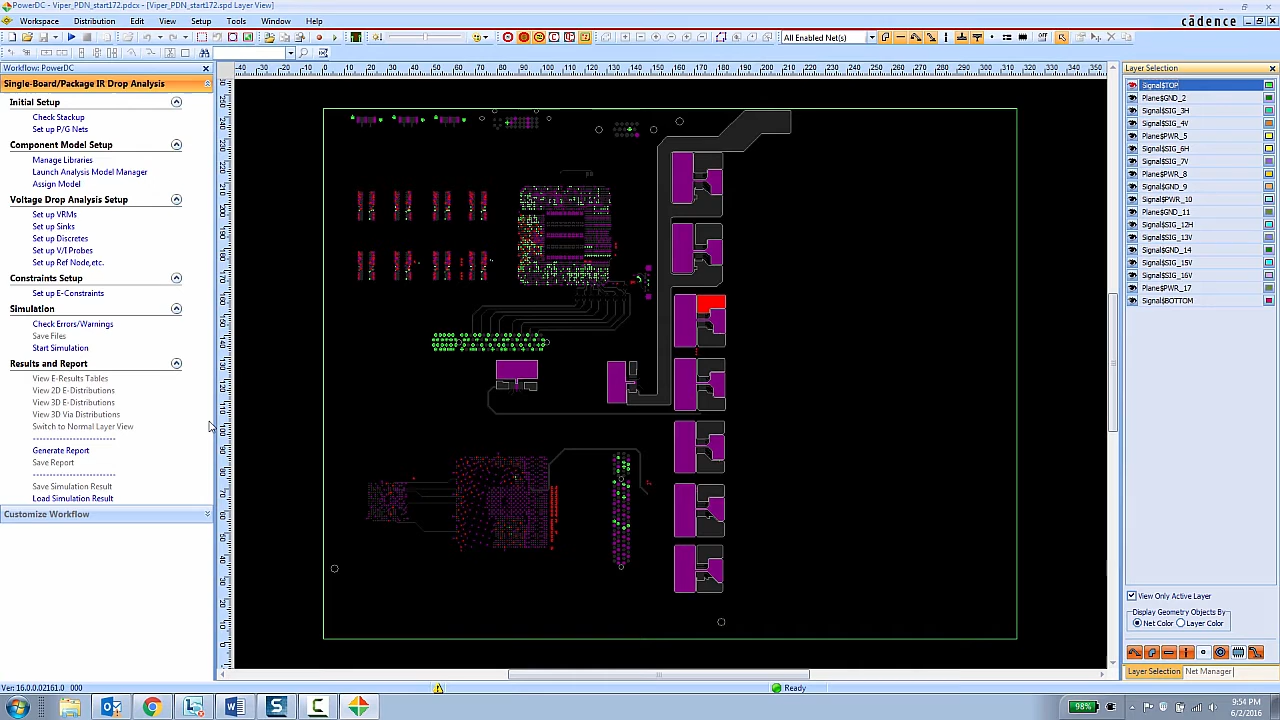 PowerDC - Viper_PDN_start172.pdcx - [Viper_PDN_start172.spd Layer View]
Workspace Distribution Edit View Setup Tools Window Help
cādence
All Enabled Net(s)
Workflow: PowerDC
Single-Board/Package IR Drop Analysis
Initial Setup
Check Stackup
Set up P/G Nets
Component Model Setup
Manage Libraries
Launch Analysis Model Manager
Assign Model
Voltage Drop Analysis Setup
Set up VRMs
Set up Sinks
Set up Discretes
Set up V/I Probes
Set up Ref Node,etc.
Constraints Setup
Set up E-Constraints
Simulation
Check Errors/Warnings
Save Files
Start Simulation
Results and Report
View E-Results Tables
View 2D E-Distributions
View 3D E-Distributions
View 3D Via Distributions
Switch to Normal Layer View
Generate Report
Save Report
Save Simulation Result
Load Simulation Result
Customize Workflow
Layer Selection
Signal$TOP
Plane$GND_2
Signal$SIG_3H
Signal$SIG_4V
Plane$PWR_5
Signal$SIG_6H
Signal$SIG_7V
Plane$PWR_8
Signal$GND_9
Signal$PWR_10
Plane$GND_11
Signal$SIG_12H
Signal$SIG_13V
Plane$GND_14
Signal$SIG_15V
Signal$SIG_16V
Plane$PWR_17
Signal$BOTTOM
View Only Active Layer
Display Geometry Objects By
Net Color Layer Color
Layer Selection Net Manager
Ver: 16.0.0.02161.0 000
Ready
98%
9:54 PM
6/2/2016